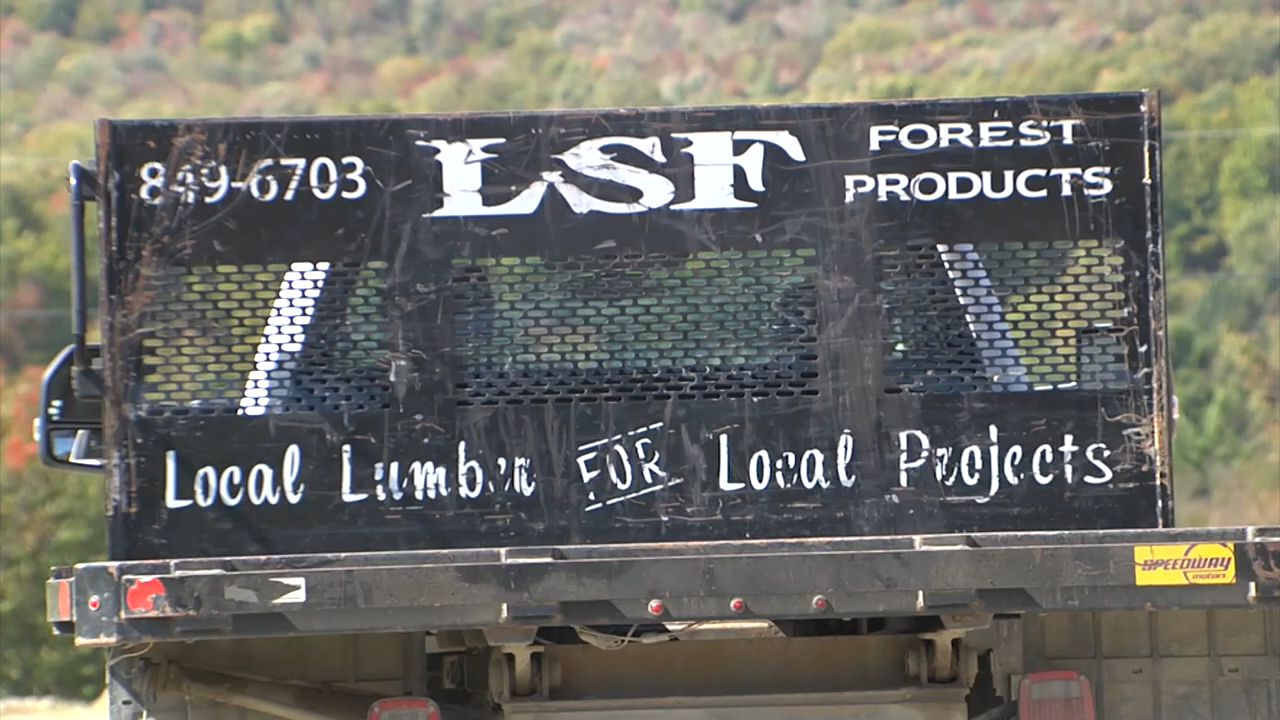 849-6703
LSF
FOREST
PRODUCTS
Local Lumber FOR Local Projects
SPEEDWAY
motors